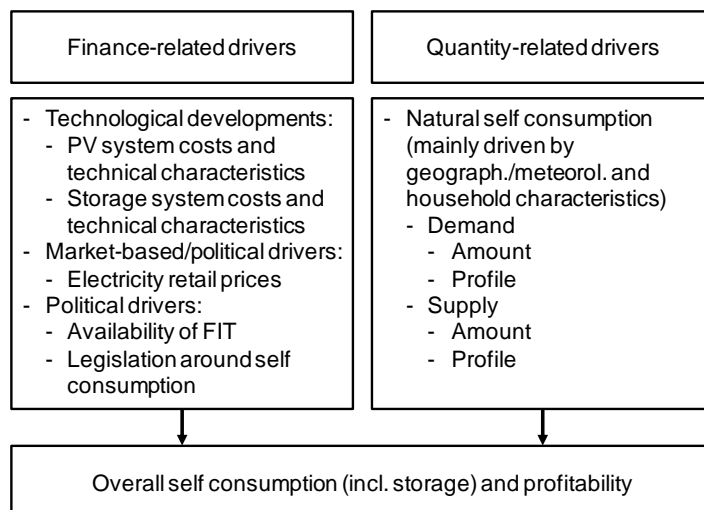 Finance-related drivers
Quantity-related drivers
- Technological developments:
- PV system costs and
technical characteristics
- Storage system costs and
technical characteristics
- Market-based/political drivers:
- Electricity retail prices
- Political drivers:
- Availability of FIT
- Legislation around self
consumption
- Natural self consumption
(mainly driven by
geograph./meteorol. and
household characteristics)
- Demand
- Amount
- Profile
- Supply
- Amount
- Profile
Overall self consumption (incl. storage) and profitability